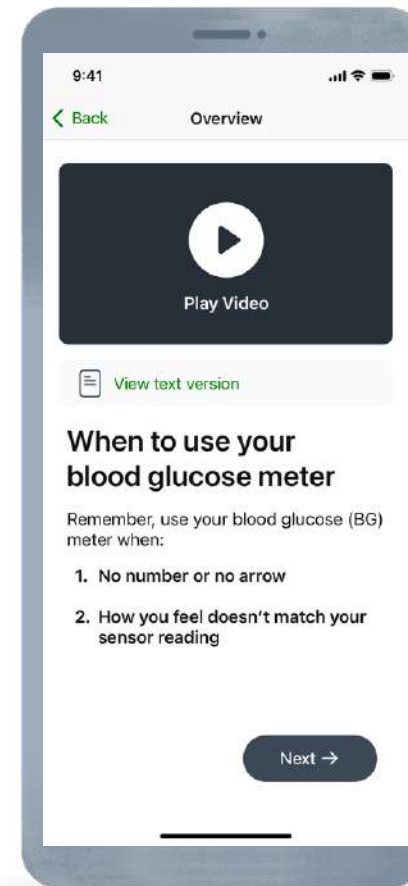 9:41
Back
Overview
Play Video
View text version
When to use your
blood glucose meter
Remember, use your blood glucose (BG)
meter when:
1. No number or no arrow
2. How you feel doesn't match your
sensor reading
Next →